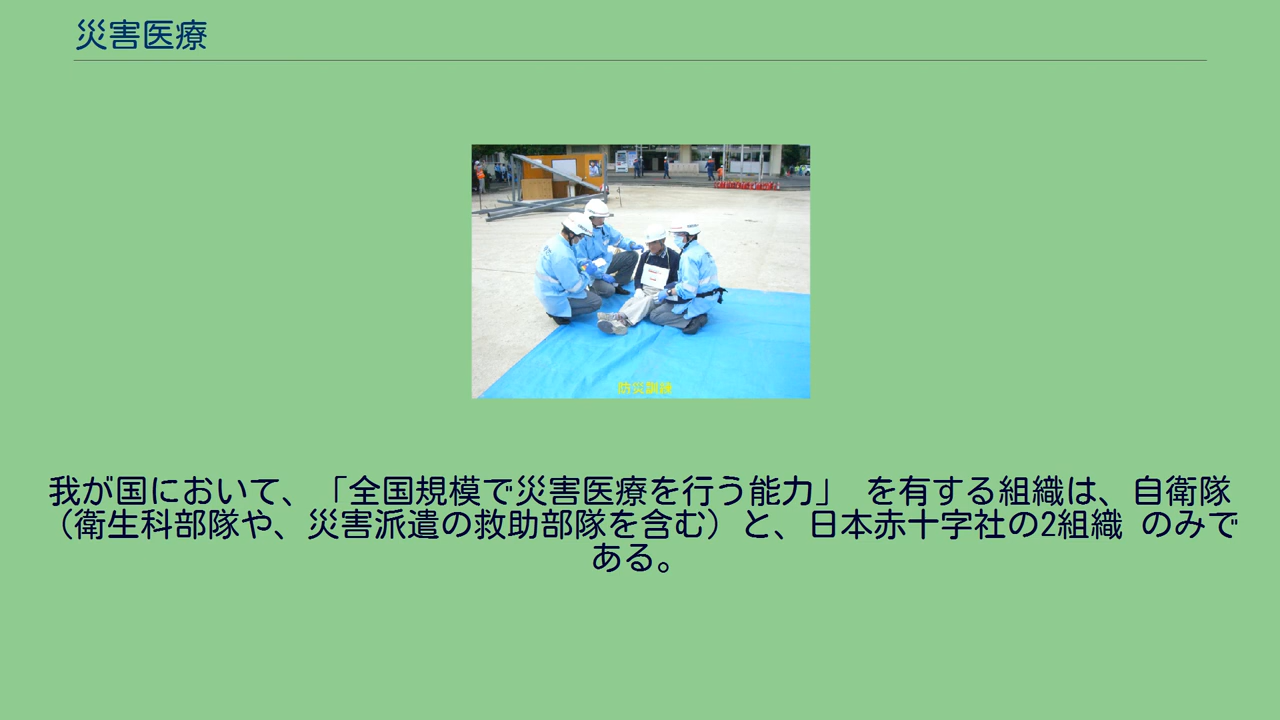 災害医療
防災訓練
我が国において、「全国規模で災害医療を行う能力」 を有する組織は、自衛隊
（衛生科部隊や、災害派遣の救助部隊を含む）と、日本赤十字社の2組織 のみで
ある。